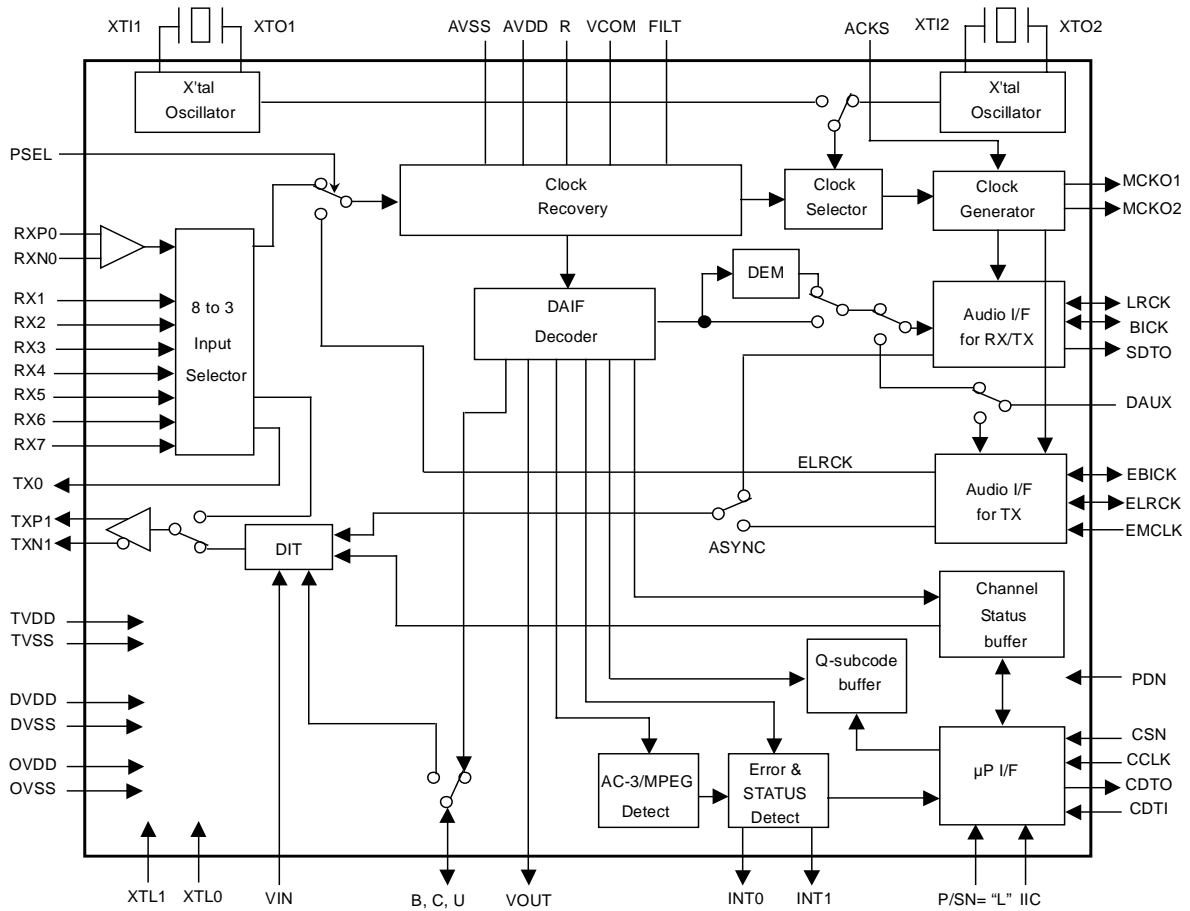 XTI1
XTO1
AVSS
AVDD
R
VCOM
FILT
ACKS
XTI2
XTO2
X'tal
Oscillator
X'tal
Oscillator
PSEL
Clock
Recovery
Clock
Selector
Clock
Generator
MCKO1
MCKO2
RXP0
RXN0
RX1
RX2
RX3
RX4
RX5
RX6
RX7
8 to 3
Input
Selector
DAIF
Decoder
DEM
Audio I/F
for RX/TX
LRCK
BICK
SDTO
DAUX
TX0
TXP1
TXN1
DIT
ELRCK
ASYNC
Audio I/F
for TX
EBICK
ELRCK
EMCLK
TVDD
TVSS
DVDD
DVSS
OVDD
OVSS
Channel
Status
buffer
Q-subcode
buffer
PDN
AC-3/MPEG
Detect
Error &
STATUS
Detect
µP I/F
CSN
CCLK
CDTO
CDTI
XTL1
XTL0
VIN
B, C, U
VOUT
INT0
INT1
P/SN= “L”
IIC